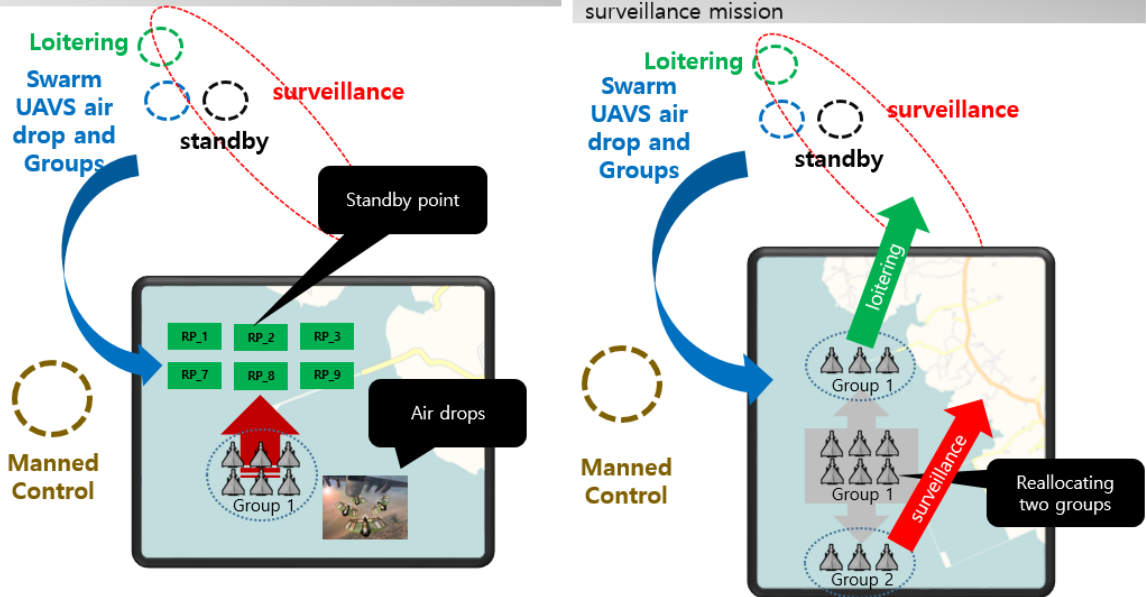 Loitering
Swarm
UAVS air
drop and
Groups
surveillance
standby
Standby point
RP_1
RP_2
RP_3
RP_7
RP_8
RP_9
Air drops
Group 1
Manned
Control
surveillance mission
Loitering
Swarm
UAVS air
drop and
Groups
surveillance
standby
loitering
Group 1
Group 1
surveillance
Reallocating
two groups
Group 2
Manned
Control